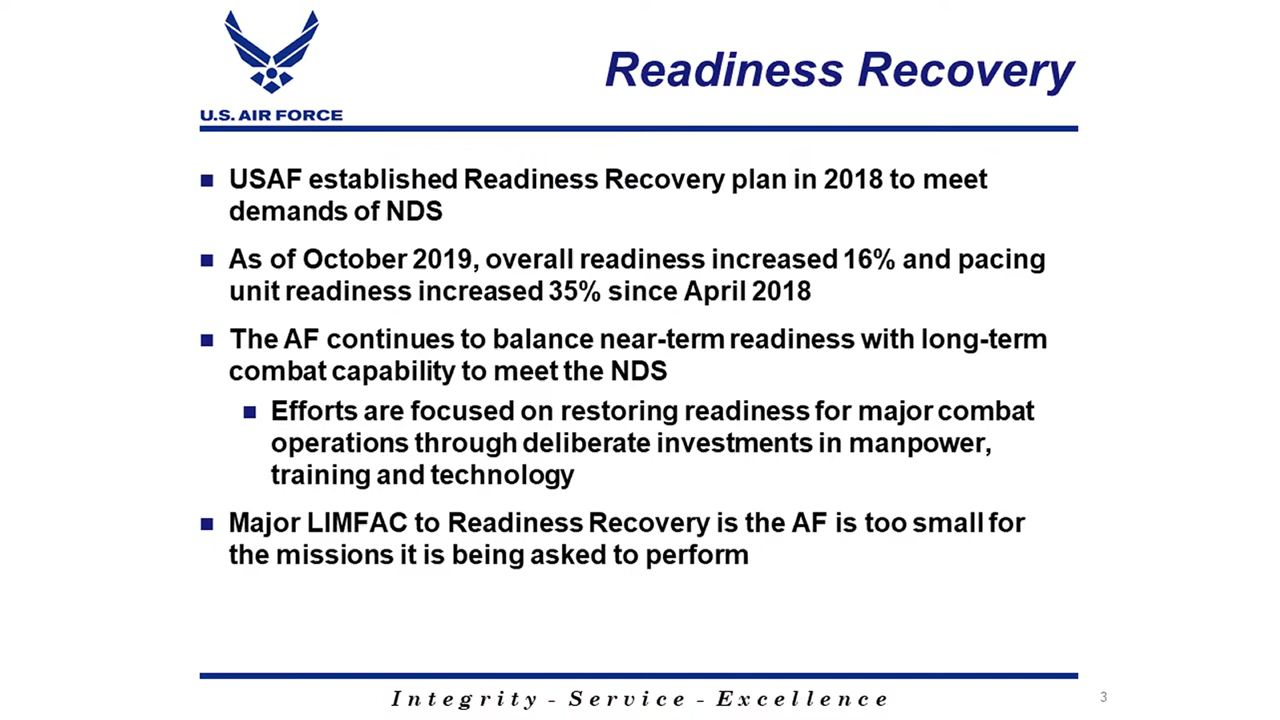 U.S. AIR FORCE
Readiness Recovery
■ USAF established Readiness Recovery plan in 2018 to meet
demands of NDS
■ As of October 2019, overall readiness increased 16% and pacing
unit readiness increased 35% since April 2018
■ The AF continues to balance near-term readiness with long-term
combat capability to meet the NDS
■ Efforts are focused on restoring readiness for major combat
operations through deliberate investments in manpower,
training and technology
■ Major LIMFAC to Readiness Recovery is the AF is too small for
the missions it is being asked to perform
Integrity - Service - Excellence
3